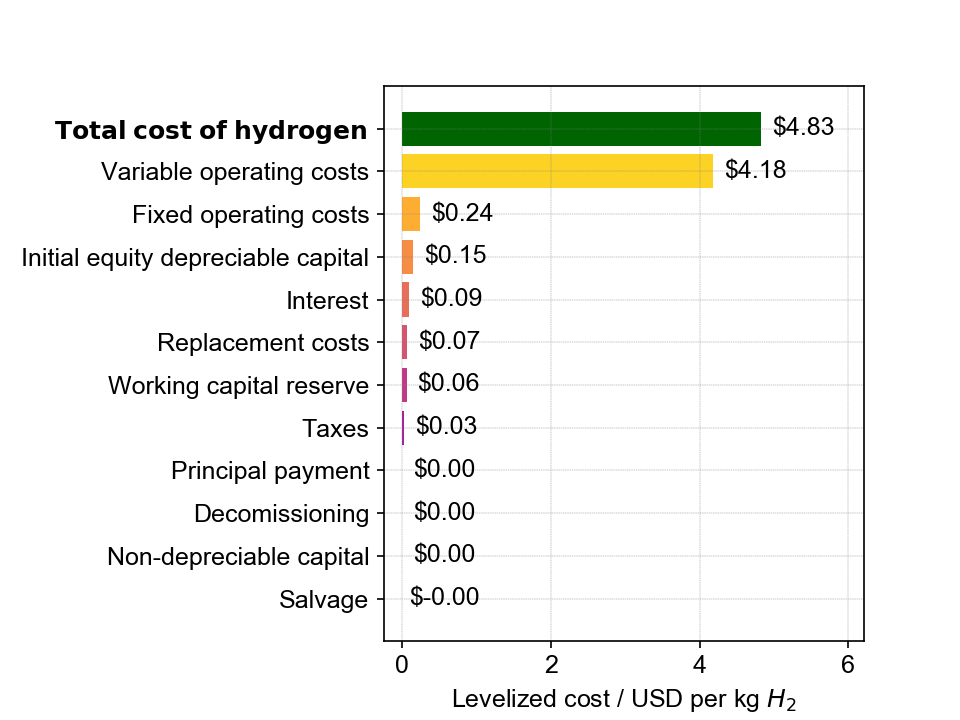 Total cost of hydrogen $4.83
Variable operating costs $4.18
Fixed operating costs $0.24
Initial equity depreciable capital $0.15
Interest $0.09
Replacement costs $0.07
Working capital reserve $0.06
Taxes $0.03
Principal payment $0.00
Decomissioning $0.00
Non-depreciable capital $0.00
Salvage $-0.00
0 2 4 6
Levelized cost / USD per kg H₂